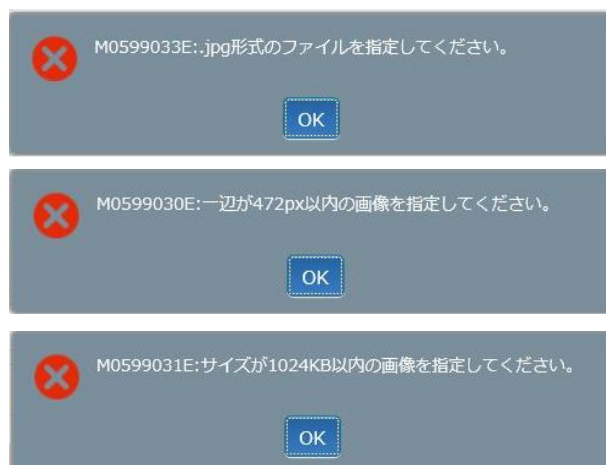 M0599033E:.jpg形式のファイルを指定してください。
OK
M0599030E:一辺が472px以内の画像を指定してください。
OK
M0599031E:サイズが1024KB以内の画像を指定してください。
OK